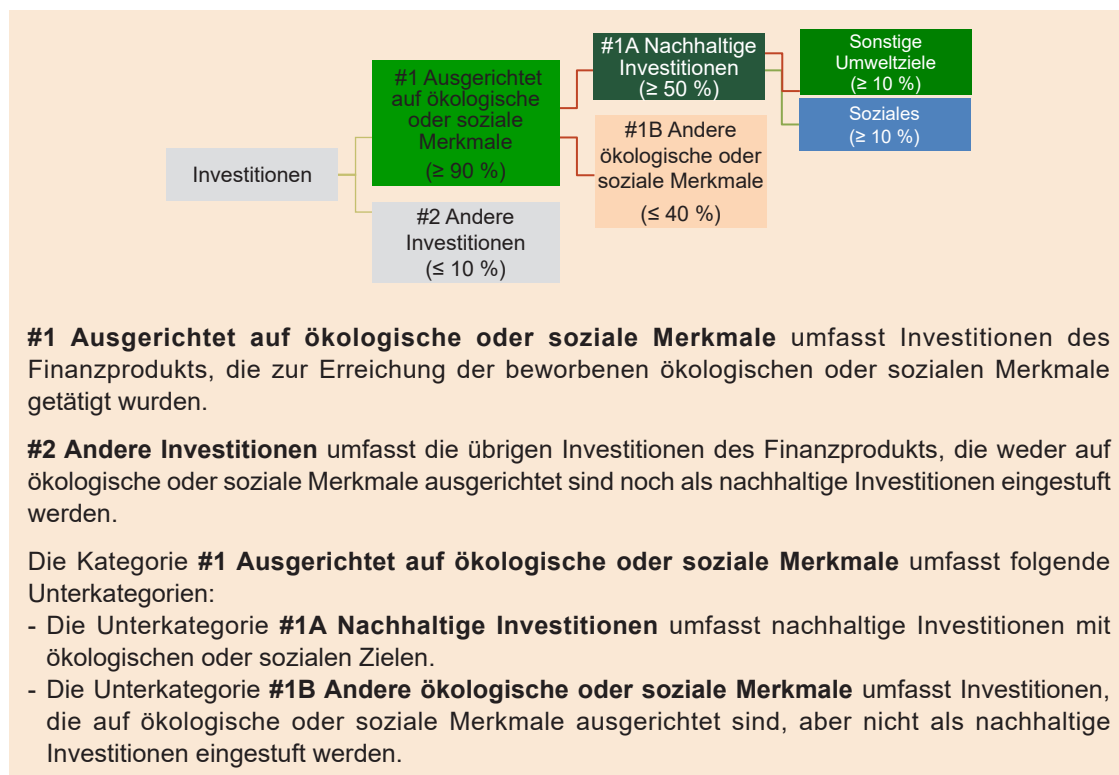 Investitionen
#1 Ausgerichtet
auf ökologische
oder soziale
Merkmale
(≥ 90 %)
#2 Andere
Investitionen
(≤ 10 %)
#1A Nachhaltige
Investitionen
(≥ 50 %)
#1B Andere
ökologische oder
soziale Merkmale
(≤ 40 %)
Sonstige
Umweltziele
(≥ 10 %)
Soziales
(≥ 10 %)
#1 Ausgerichtet auf ökologische oder soziale Merkmale umfasst Investitionen des
Finanzprodukts, die zur Erreichung der beworbenen ökologischen oder sozialen Merkmale
getätigt wurden.
#2 Andere Investitionen umfasst die übrigen Investitionen des Finanzprodukts, die weder auf
ökologische oder soziale Merkmale ausgerichtet sind noch als nachhaltige Investitionen eingestuft
werden.
Die Kategorie #1 Ausgerichtet auf ökologische oder soziale Merkmale umfasst folgende
Unterkategorien:
- Die Unterkategorie #1A Nachhaltige Investitionen umfasst nachhaltige Investitionen mit
ökologischen oder sozialen Zielen.
- Die Unterkategorie #1B Andere ökologische oder soziale Merkmale umfasst Investitionen,
die auf ökologische oder soziale Merkmale ausgerichtet sind, aber nicht als nachhaltige
Investitionen eingestuft werden.